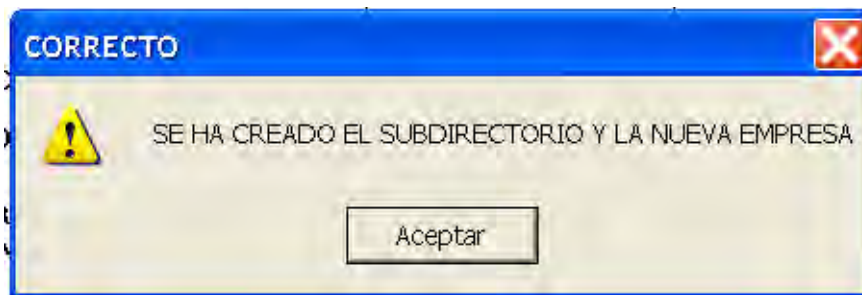 CORRECTO
SE HA CREADO EL SUBDIRECTORIO Y LA NUEVA EMPRESA
Aceptar